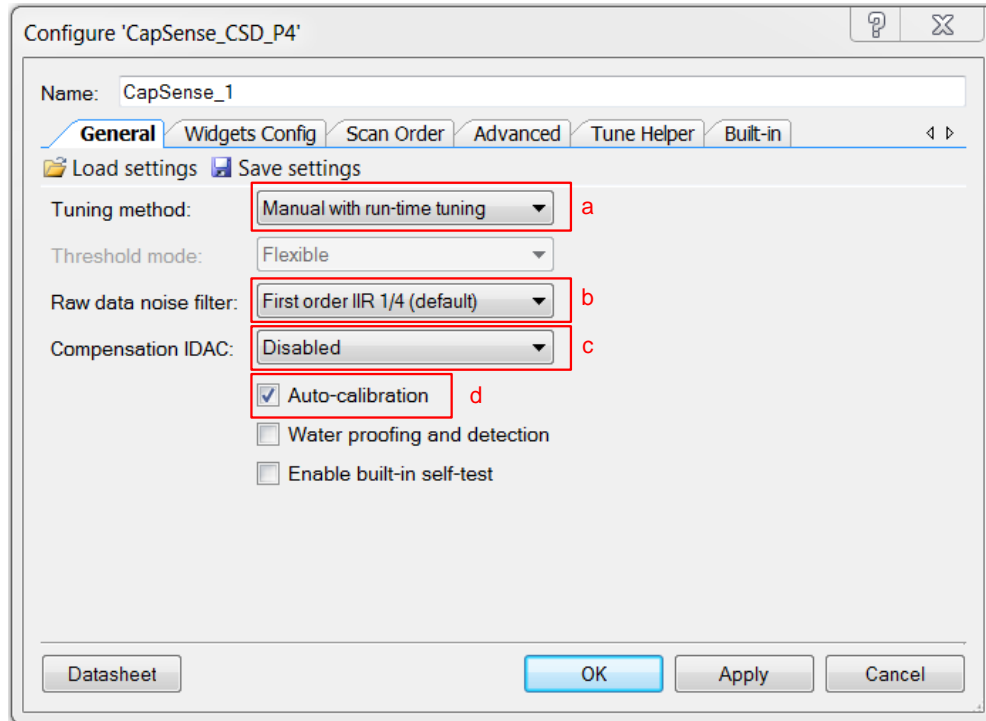 Configure 'CapSense_CSD_P4'
Name: CapSense_1
General Widgets Config Scan Order Advanced Tune Helper Built-in
Load settings Save settings
Tuning method: Manual with run-time tuning a
Threshold mode: Flexible
Raw data noise filter: First order IIR 1/4 (default) b
Compensation IDAC: Disabled c
Auto-calibration d
Water proofing and detection
Enable built-in self-test
Datasheet OK Apply Cancel